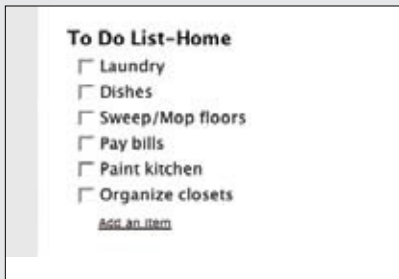 To Do List-Home
Laundry
Dishes
Sweep/Mop floors
Pay bills
Paint kitchen
Organize closets
Add an item